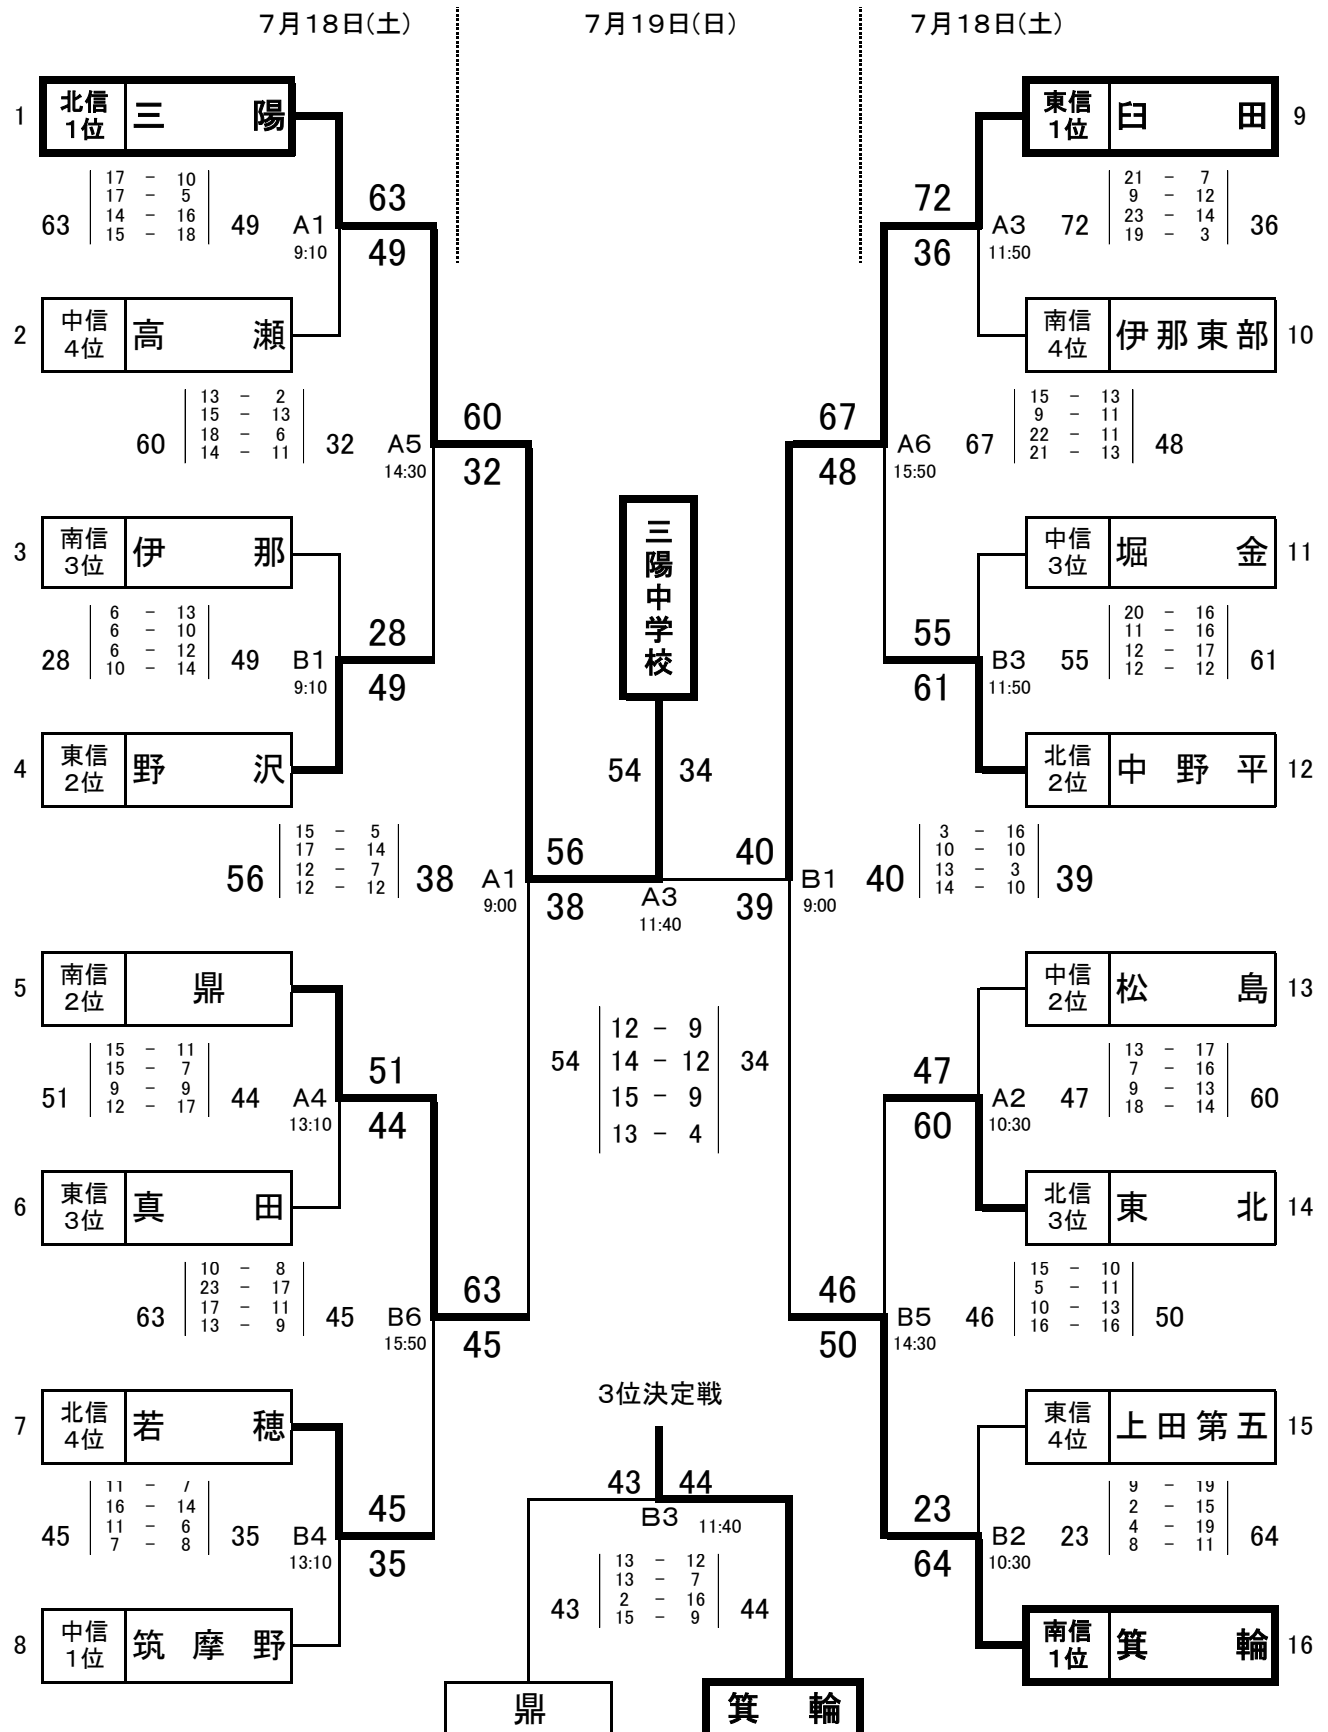 7月18日(土)
7月19日(日)
7月18日(土)
1 北信1位 三陽
17 － 10
17 － 5
14 － 16
15 － 18
63 49
A1 9:10
63
49
2 中信4位 高瀬
13 － 2
15 － 13
18 － 6
14 － 11
60 32
A5 14:30
60
32
3 南信3位 伊那
6 － 13
6 － 10
6 － 12
10 － 14
28 49
B1 9:10
28
49
4 東信2位 野沢
15 － 5
17 － 14
12 － 7
12 － 12
56 38
A1 9:00
56
38
5 南信2位 鼎
15 － 11
15 － 7
9 － 9
12 － 17
51 44
A4 13:10
51
44
6 東信3位 真田
10 － 8
23 － 17
17 － 11
13 － 9
63 45
B6 15:50
63
45
7 北信4位 若穂
11 － 7
16 － 14
11 － 6
7 － 8
45 35
B4 13:10
45
35
8 中信1位 筑摩野
三陽中学校
54 34
A3 11:40
12 － 9
14 － 12
15 － 9
13 － 4
54 34
3位決定戦
43 44
B3 11:40
13 － 12
13 － 7
2 － 16
15 － 9
43 44
鼎
箕輪
東信1位 臼田 9
21 － 7
9 － 12
23 － 14
19 － 3
72 36
A3 11:50
72
36
南信4位 伊那東部 10
15 － 13
9 － 11
22 － 11
21 － 13
67 48
A6 15:50
67
48
中信3位 堀金 11
20 － 16
11 － 16
12 － 17
12 － 12
55 61
B3 11:50
55
61
北信2位 中野平 12
3 － 16
10 － 10
13 － 3
14 － 10
40 39
B1 9:00
40
39
中信2位 松島 13
13 － 17
7 － 16
9 － 13
18 － 14
47 60
A2 10:30
47
60
北信3位 東北 14
15 － 10
5 － 11
10 － 13
16 － 16
46 50
B5 14:30
46
50
東信4位 上田第五 15
9 － 19
2 － 15
4 － 19
8 － 11
23 64
B2 10:30
23
64
南信1位 箕輪 16